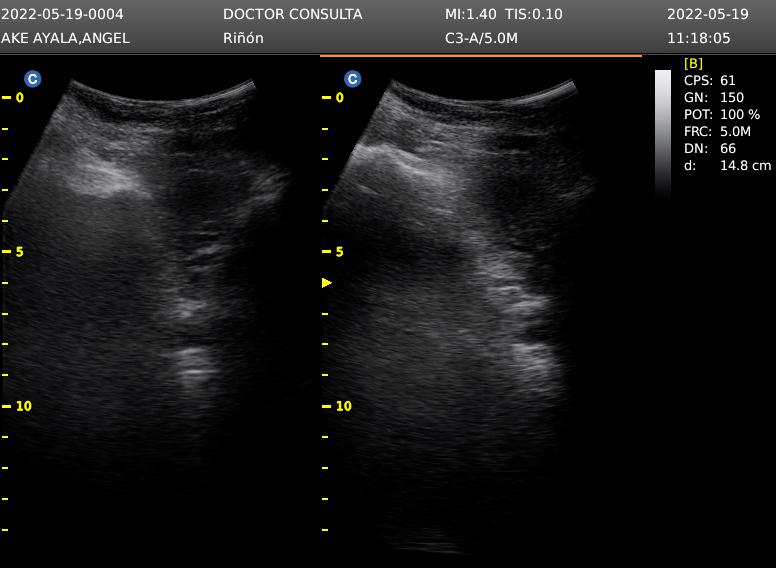 2022-05-19-0004 DOCTOR CONSULTA MI:1.40 TIS:0.10 2022-05-19
AKE AYALA,ANGEL Riñón C3-A/5.0M 11:18:05
[B]
CPS: 61
GN: 150
POT: 100 %
FRC: 5.0M
DN: 66
d: 14.8 cm
C
0
5
10
C
0
5
10